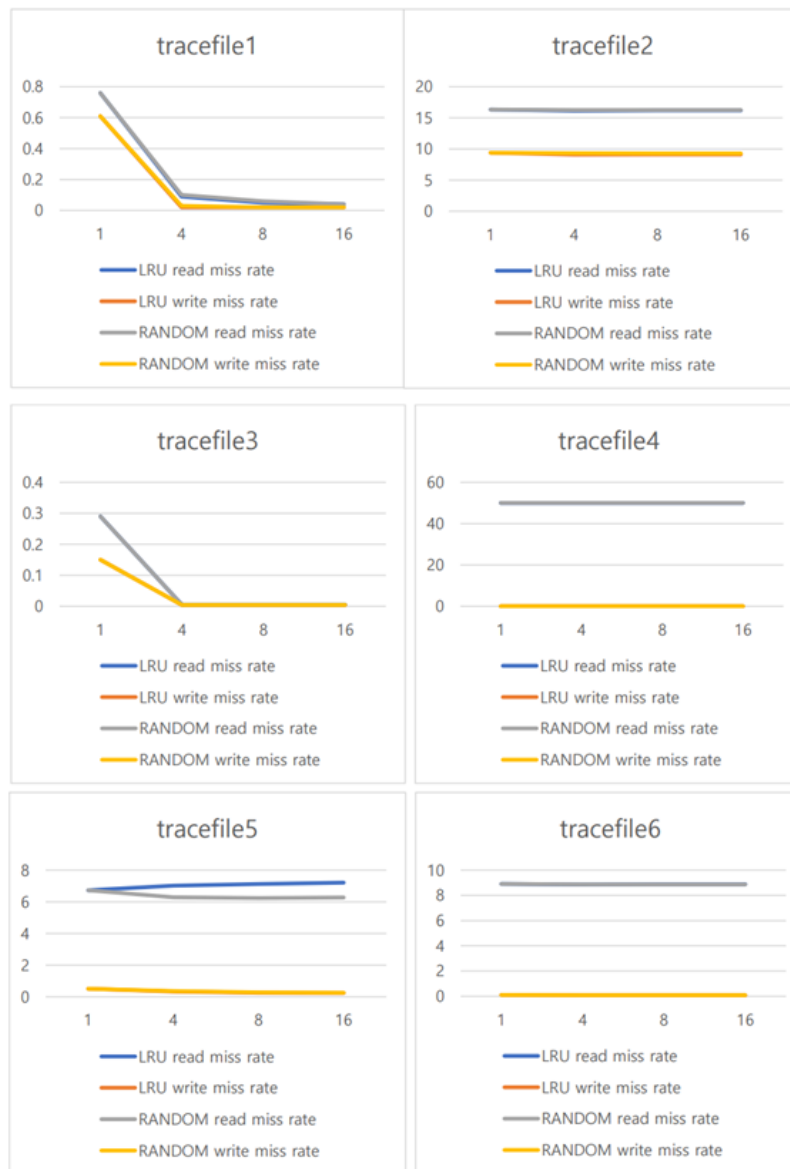 tracefile1
0.8
0.6
0.4
0.2
0
1 4 8 16
LRU read miss rate
LRU write miss rate
RANDOM read miss rate
RANDOM write miss rate
tracefile2
20
15
10
5
0
1 4 8 16
LRU read miss rate
LRU write miss rate
RANDOM read miss rate
RANDOM write miss rate
tracefile3
0.4
0.3
0.2
0.1
0
1 4 8 16
LRU read miss rate
LRU write miss rate
RANDOM read miss rate
RANDOM write miss rate
tracefile4
60
40
20
0
1 4 8 16
LRU read miss rate
LRU write miss rate
RANDOM read miss rate
RANDOM write miss rate
tracefile5
8
6
4
2
0
1 4 8 16
LRU read miss rate
LRU write miss rate
RANDOM read miss rate
RANDOM write miss rate
tracefile6
10
8
6
4
2
0
1 4 8 16
LRU read miss rate
LRU write miss rate
RANDOM read miss rate
RANDOM write miss rate